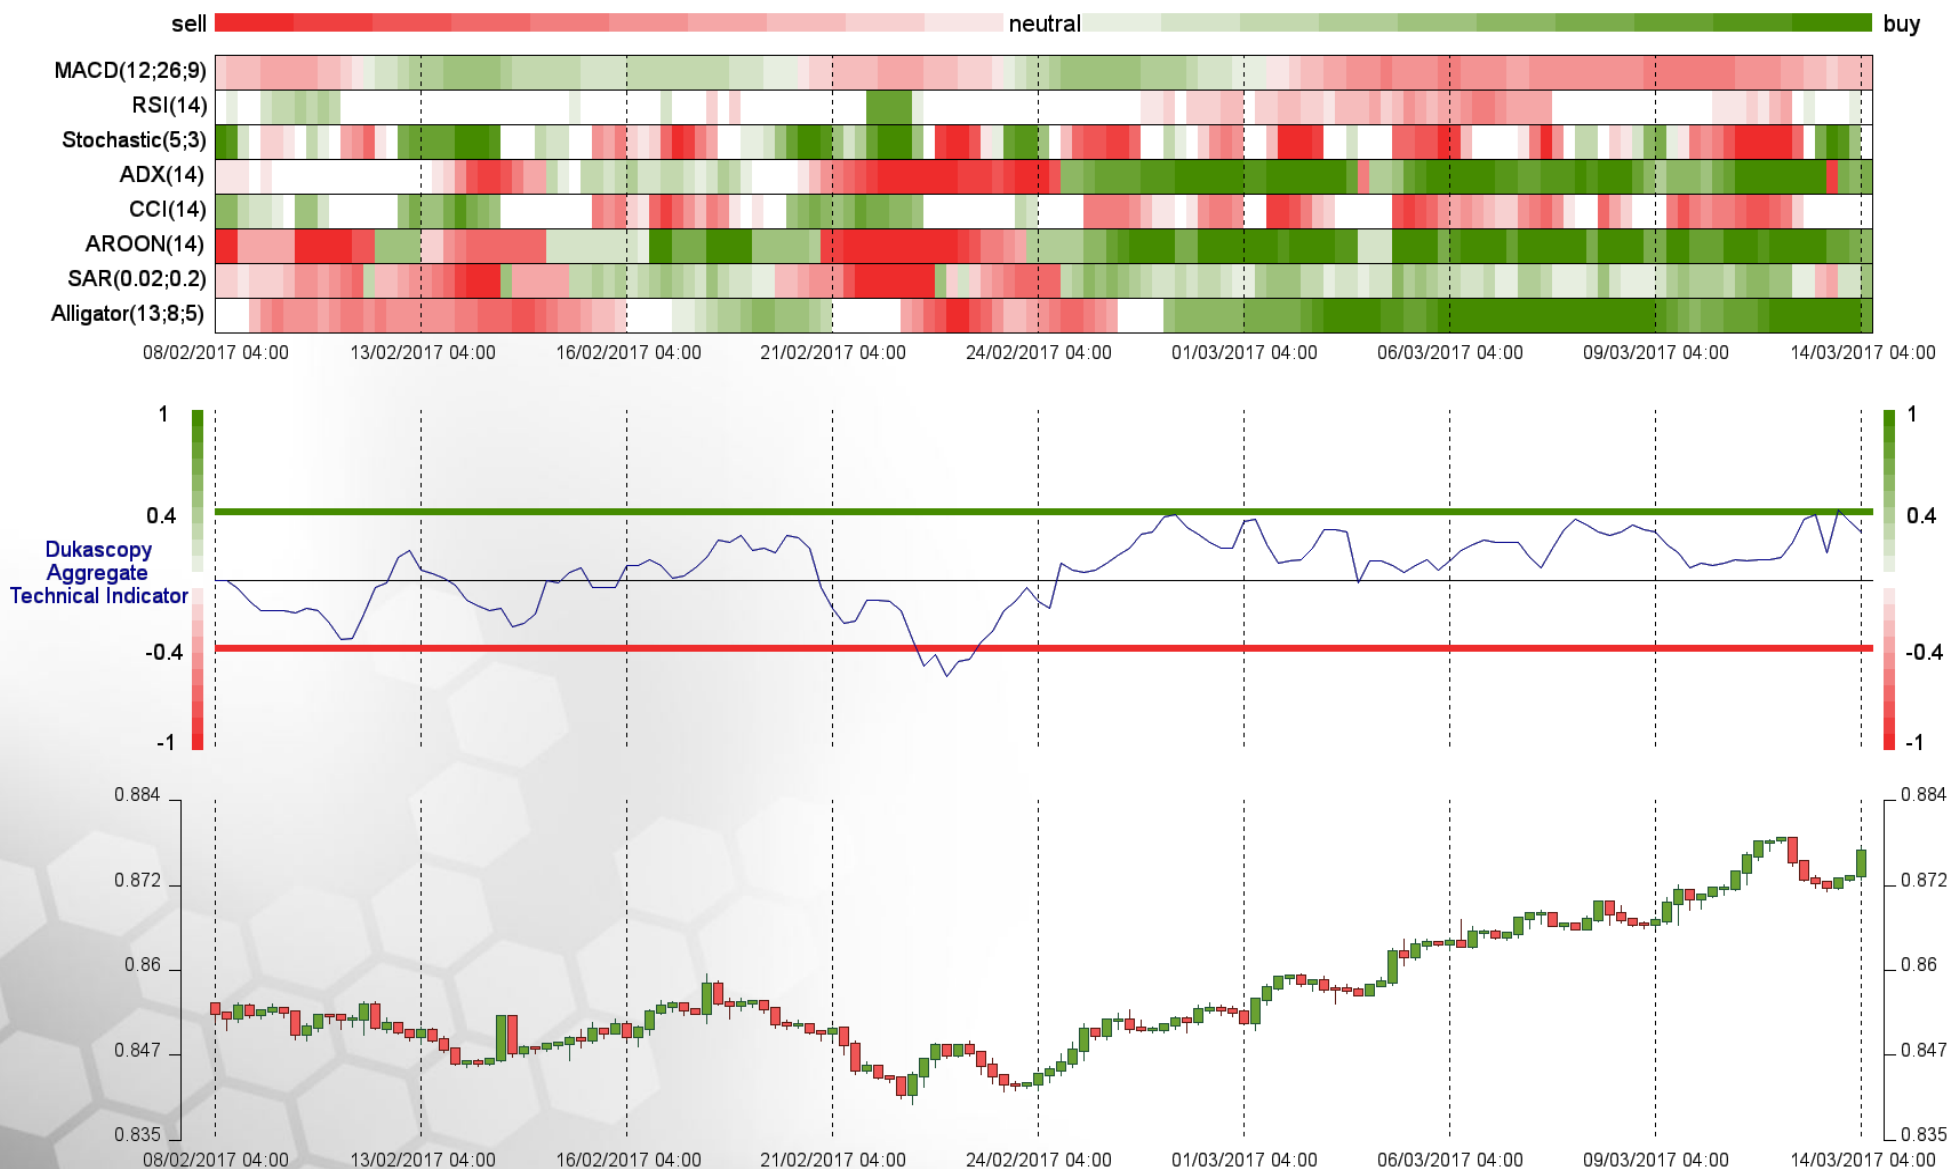 sell neutral buy
MACD(12;26;9)
RSI(14)
Stochastic(5;3)
ADX(14)
CCI(14)
AROON(14)
SAR(0.02;0.2)
Alligator(13;8;5)
08/02/2017 04:00 13/02/2017 04:00 16/02/2017 04:00 21/02/2017 04:00 24/02/2017 04:00 01/03/2017 04:00 06/03/2017 04:00 09/03/2017 04:00 14/03/2017 04:00
1 1
0.4 0.4
Dukascopy
Aggregate
Technical Indicator
-0.4 -0.4
-1 -1
0.884 0.884
0.872 0.872
0.86 0.86
0.847 0.847
0.835 0.835
08/02/2017 04:00 13/02/2017 04:00 16/02/2017 04:00 21/02/2017 04:00 24/02/2017 04:00 01/03/2017 04:00 06/03/2017 04:00 09/03/2017 04:00 14/03/2017 04:00